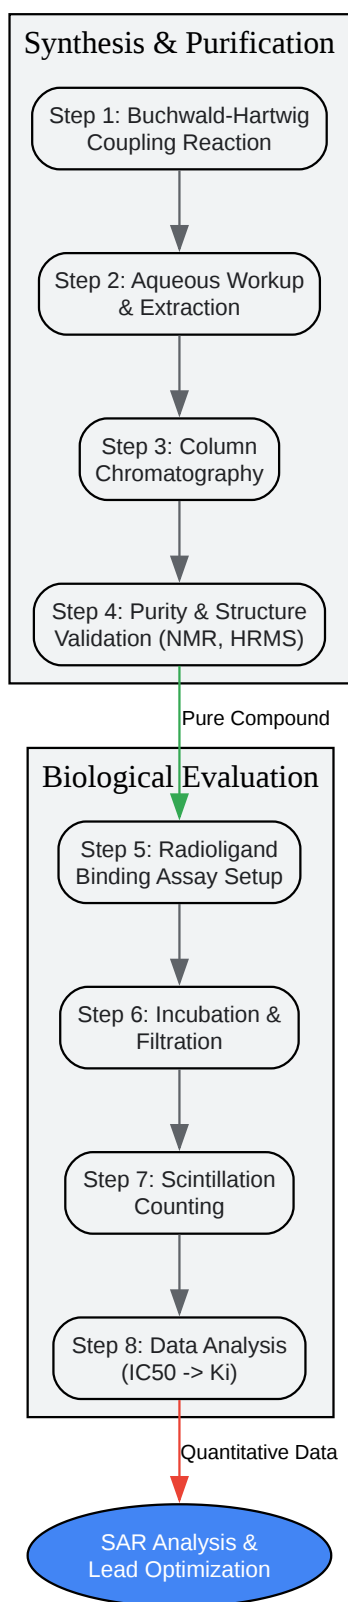 Synthesis & Purification
Step 1: Buchwald-Hartwig
Coupling Reaction
Step 2: Aqueous Workup
& Extraction
Step 3: Column
Chromatography
Step 4: Purity & Structure
Validation (NMR, HRMS)
Pure Compound
Biological Evaluation
Step 5: Radioligand
Binding Assay Setup
Step 6: Incubation &
Filtration
Step 7: Scintillation
Counting
Step 8: Data Analysis
(IC50 -> Ki)
Quantitative Data
SAR Analysis &
Lead Optimization